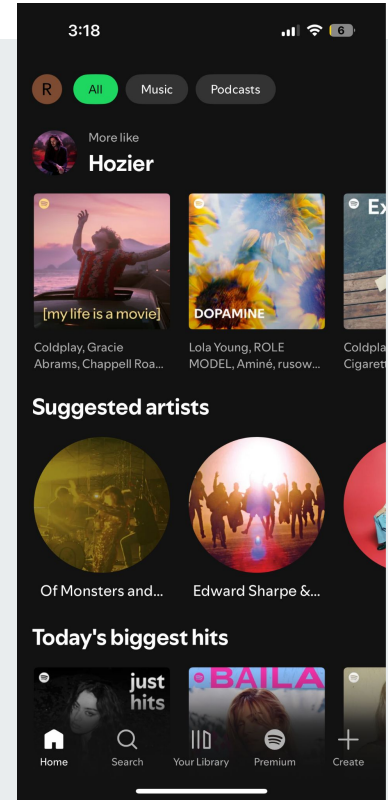 3:18
6
R
All
Music
Podcasts
More like
Hozier
[my life is a movie]
DOPAMINE
Ex
Coldplay, Gracie
Abrams, Chappell Roa...
Lola Young, ROLE
MODEL, Aminé, rusow...
Coldpla
Cigarett
Suggested artists
Of Monsters and...
Edward Sharpe &...
Today's biggest hits
just
hits
BAILA
Home
Search
Your Library
Premium
Create